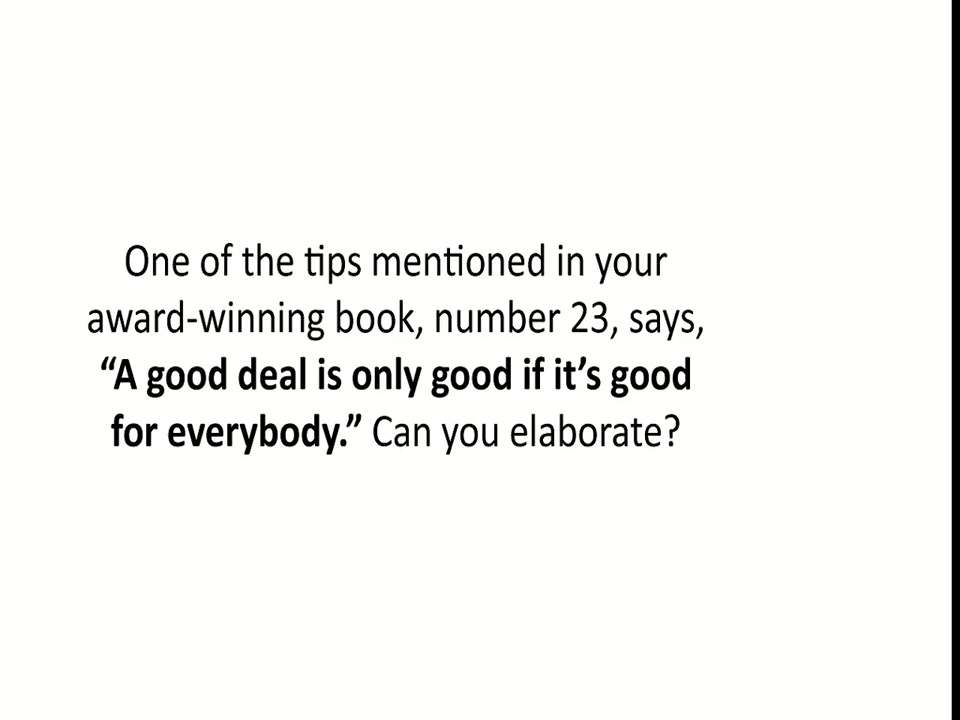 One of the tips mentioned in your
award-winning book, number 23, says,
“A good deal is only good if it’s good
for everybody.” Can you elaborate?